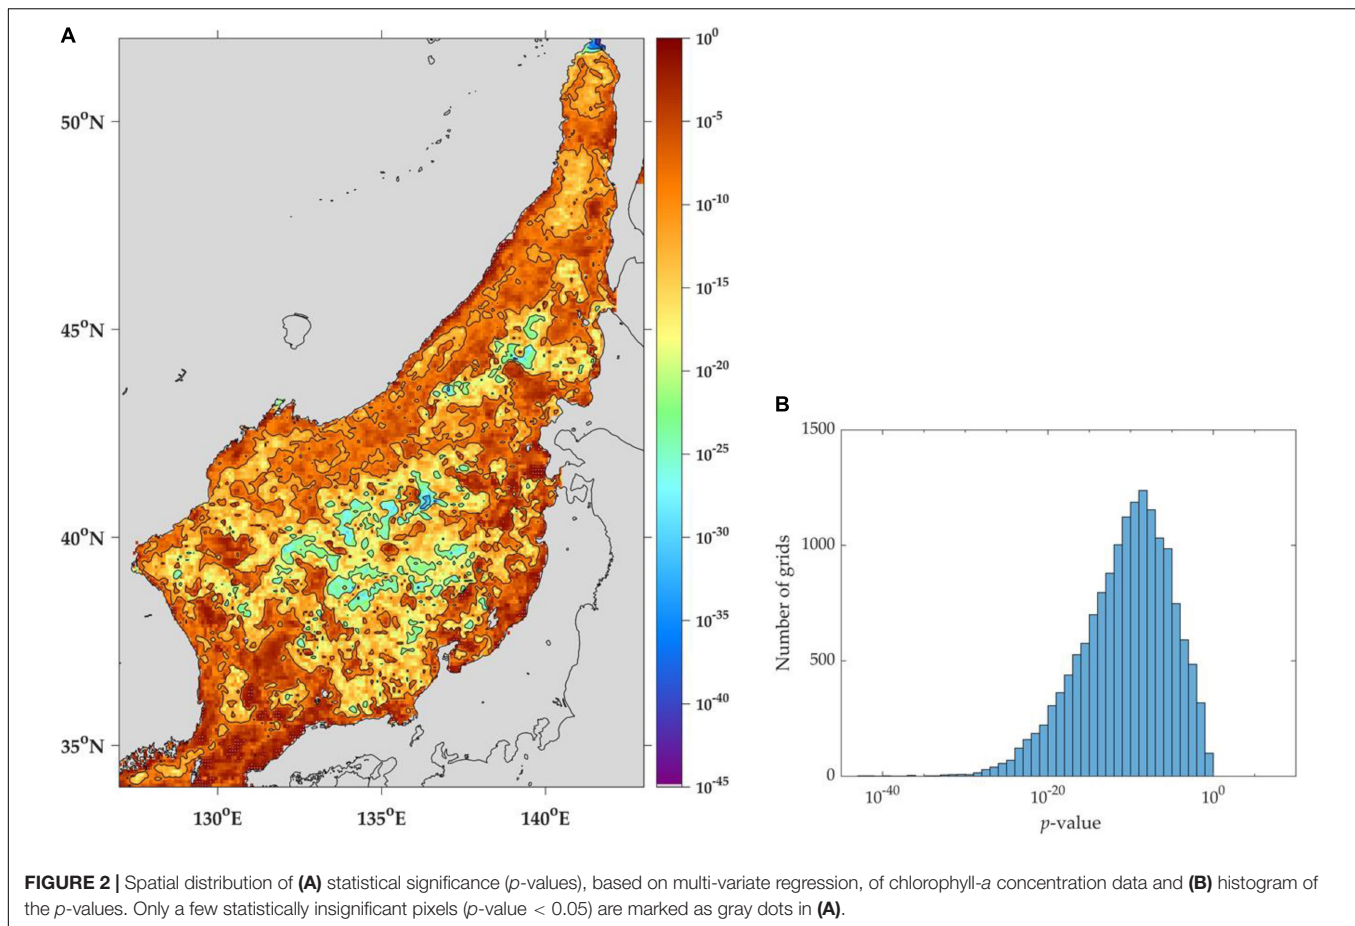 A
50°N
45°N
40°N
35°N
130°E
135°E
140°E
10^0
10^-5
10^-10
10^-15
10^-20
10^-25
10^-30
10^-35
10^-40
10^-45
B
1500
1000
500
0
Number of grids
10^-40
10^-20
10^0
p-value
FIGURE 2 | Spatial distribution of (A) statistical significance (p-values), based on multi-variate regression, of chlorophyll-a concentration data and (B) histogram of
the p-values. Only a few statistically insignificant pixels (p-value < 0.05) are marked as gray dots in (A).